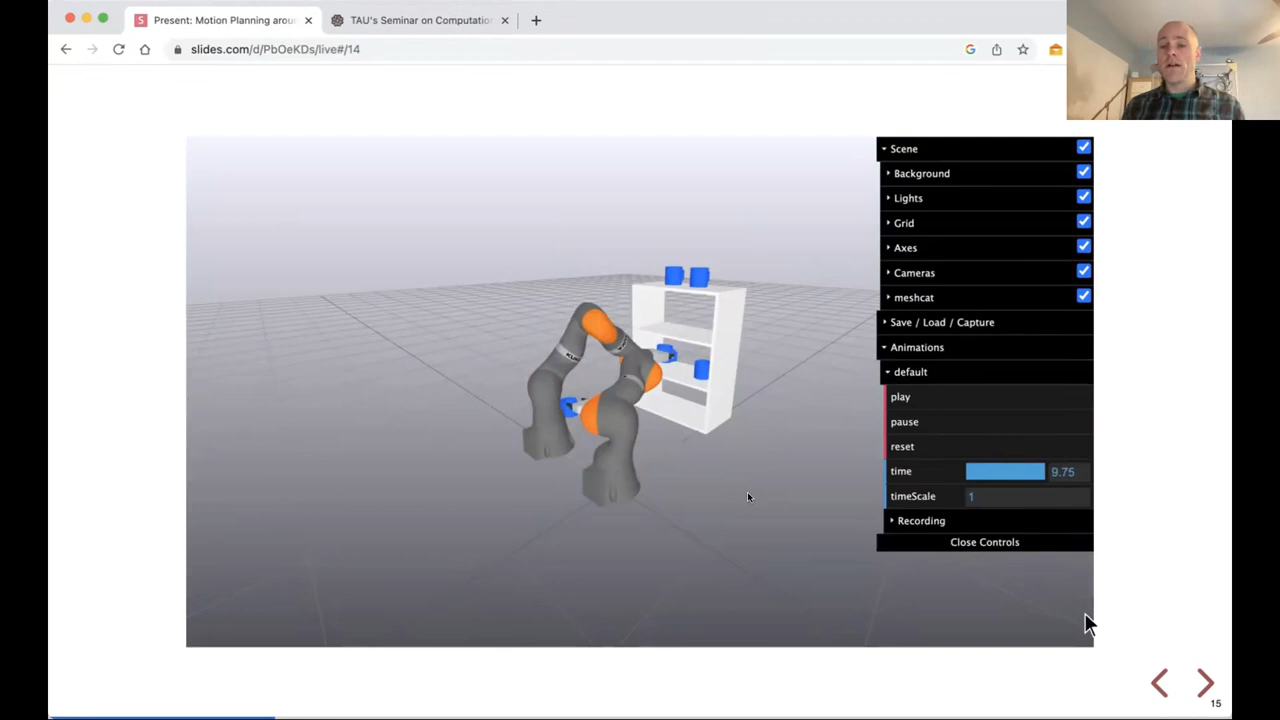 Present: Motion Planning arou
TAU's Seminar on Computatio
slides.com/d/PbOeKDs/live#/14
Scene
Background
Lights
Grid
Axes
Cameras
meshcat
Save / Load / Capture
Animations
default
play
pause
reset
time 9.75
timeScale 1
Recording
Close Controls
KUKA
15